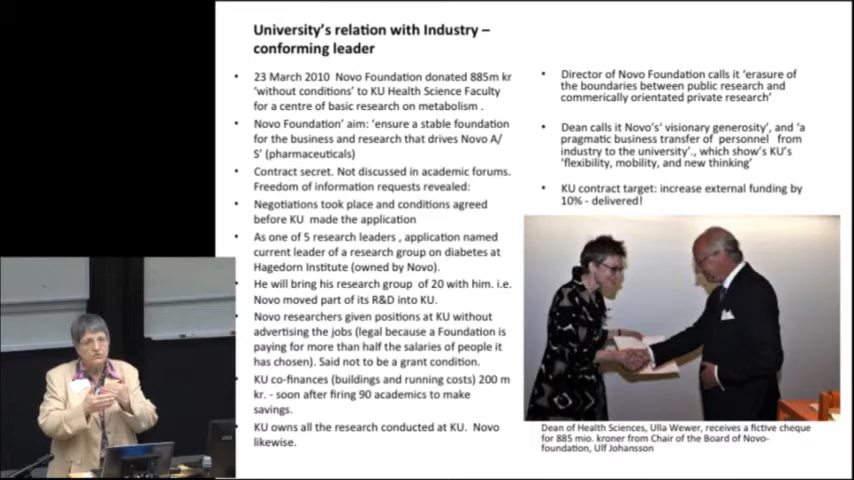 University's relation with Industry –
conforming leader
• 23 March 2010 Novo Foundation donated 885m kr
'without conditions' to KU Health Science Faculty
for a centre of basic research on metabolism .
• Novo Foundation' aim: 'ensure a stable foundation
for the business and research that drives Novo A/
S' (pharmaceuticals)
• Contract secret. Not discussed in academic forums.
Freedom of information requests revealed:
• Negotiations took place and conditions agreed
before KU made the application
• As one of 5 research leaders , application named
current leader of a research group on diabetes at
Hagedorn Institute (owned by Novo).
• He will bring his research group of 20 with him. i.e.
Novo moved part of its R&D into KU.
• Novo researchers given positions at KU without
advertising the jobs (legal because a Foundation is
paying for more than half the salaries of people it
has chosen). Said not to be a grant condition.
• KU co-finances (buildings and running costs) 200 m
kr. - soon after firing 90 academics to make
savings.
• KU owns all the research conducted at KU. Novo
likewise.
• Director of Novo Foundation calls it 'erasure of
the boundaries between public research and
commerically orientated private research'
• Dean calls it Novo's' visionary generosity', and 'a
pragmatic business transfer of personnel from
industry to the university'., which show's KU's
'flexibility, mobility, and new thinking'
• KU contract target: increase external funding by
10% - delivered!
Dean of Health Sciences, Ulla Wewer, receives a fictive cheque
for 885 mio. kroner from Chair of the Board of Novo-
foundation, Ulf Johansson